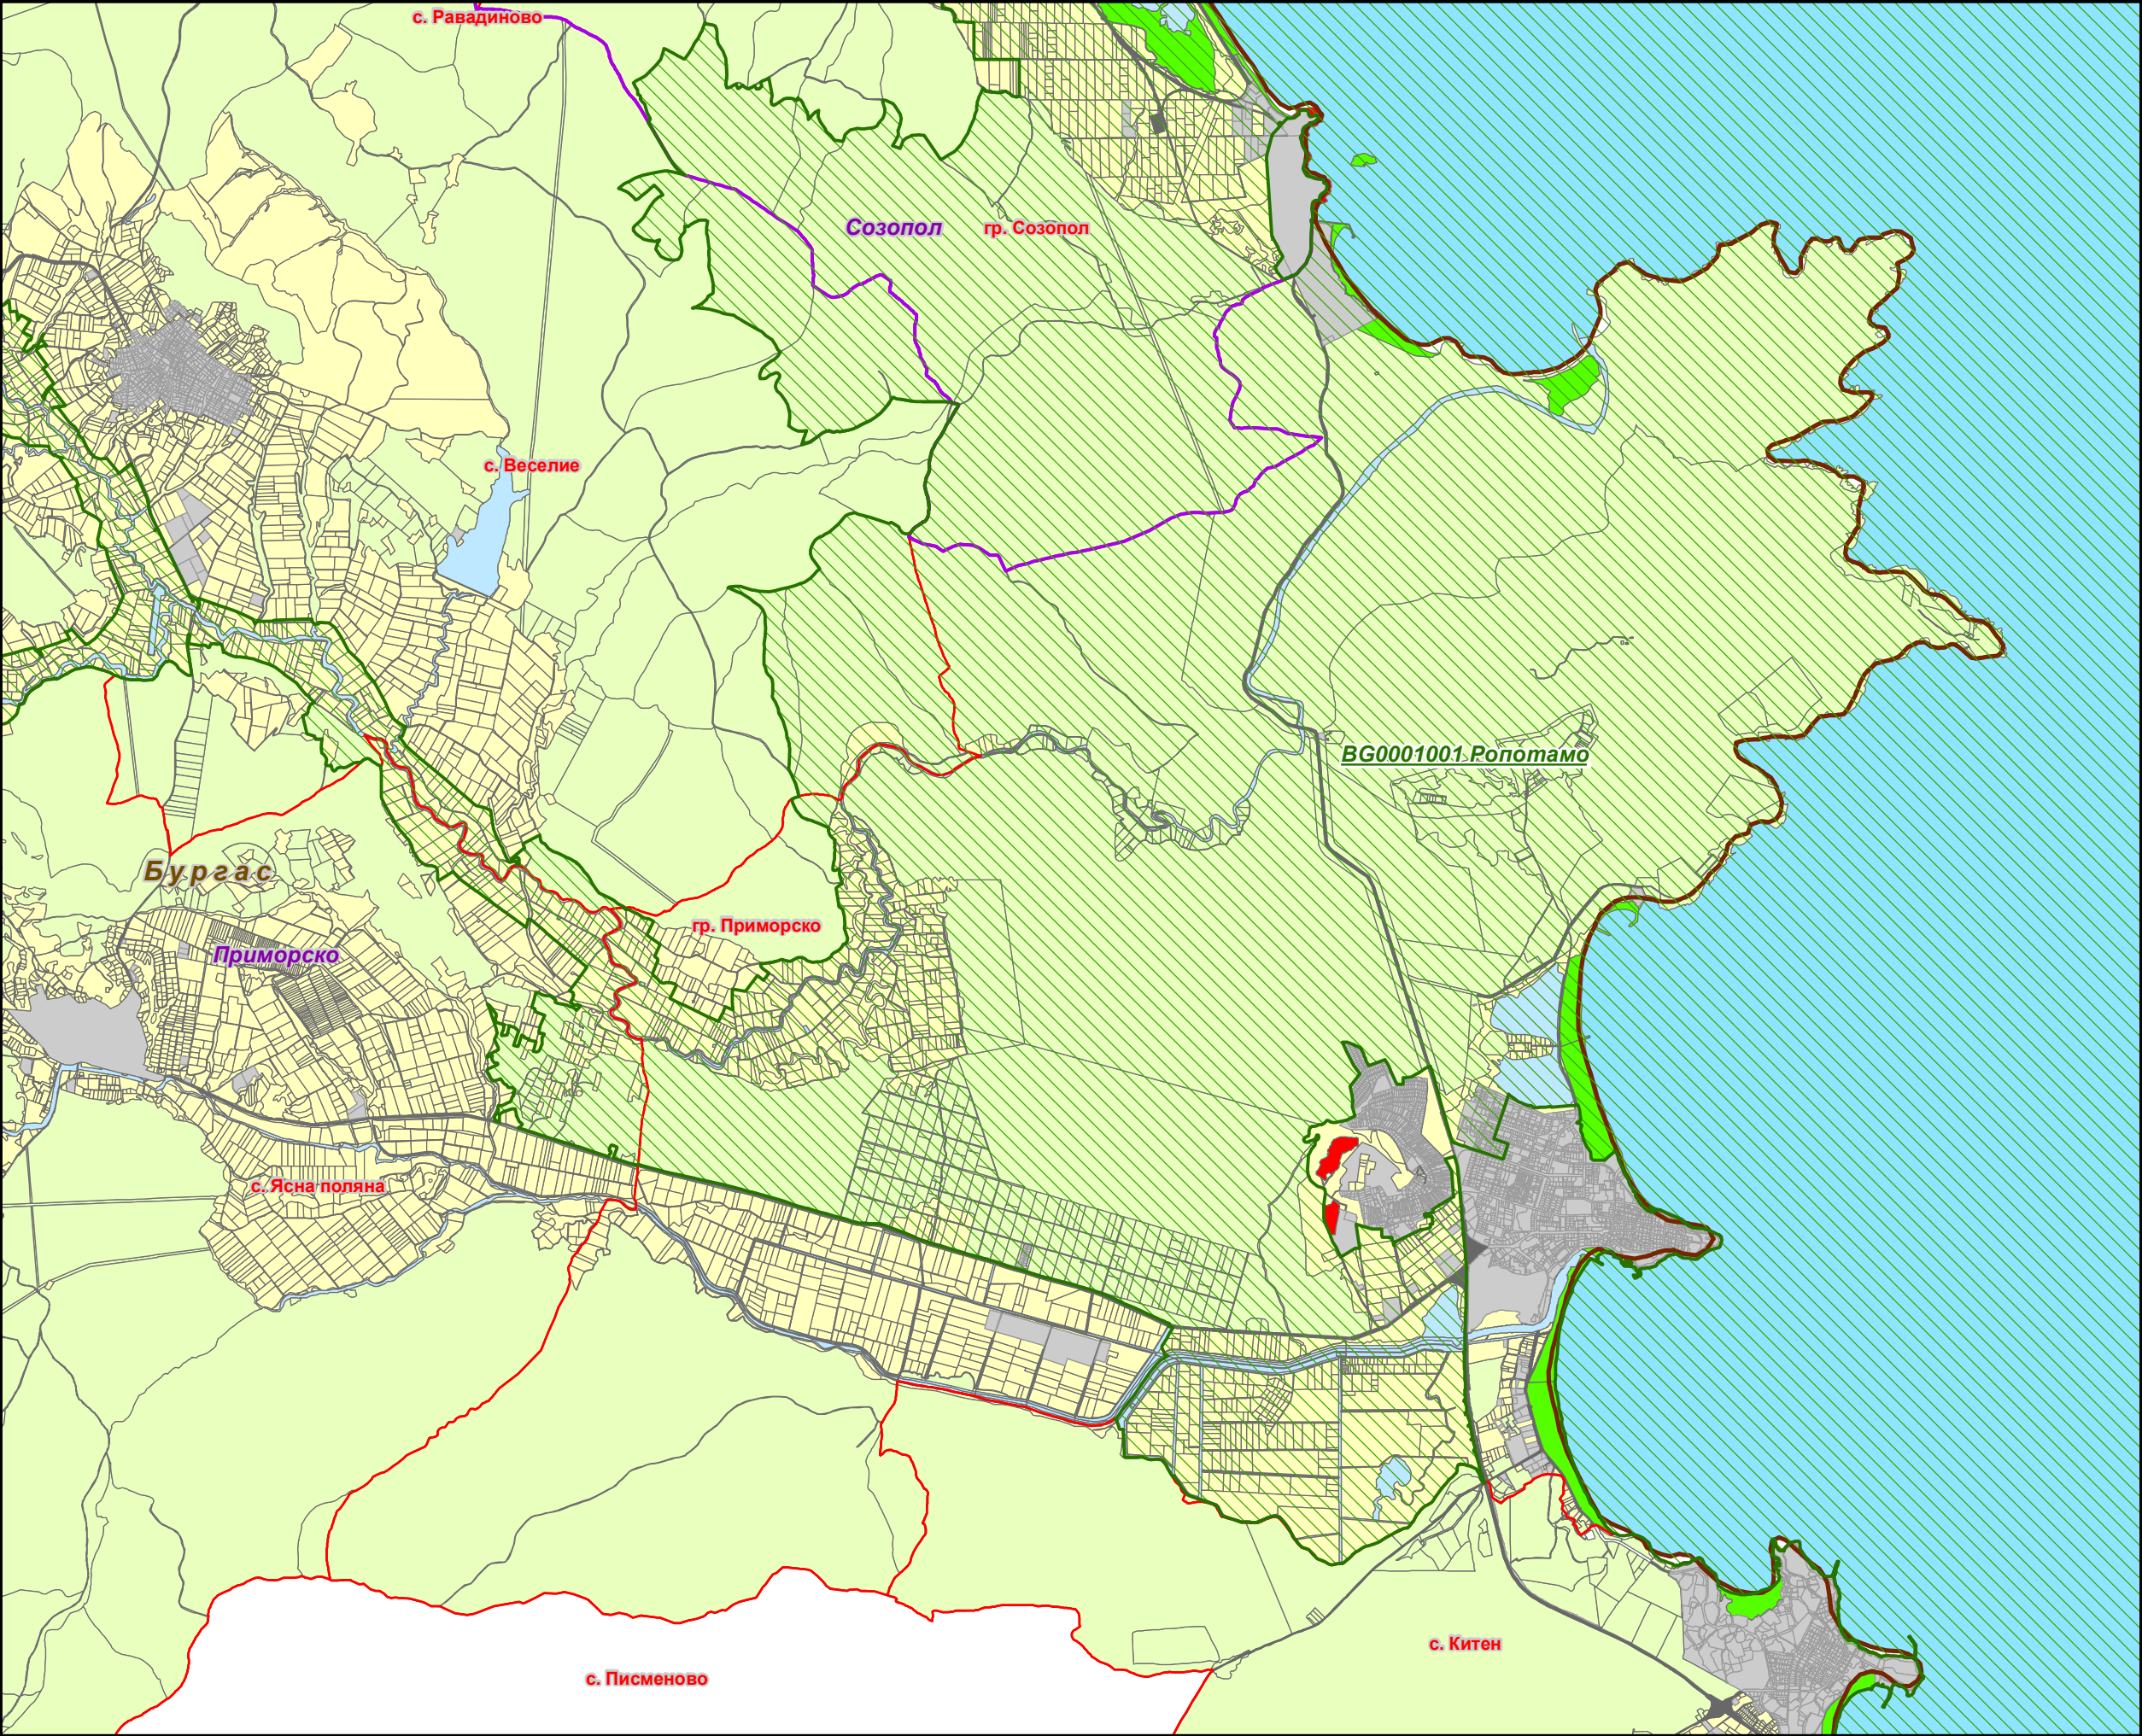 с. Равадиново
Созопол
гр. Созопол
с. Веселие
BG0001001 Ропотамо
Бургас
гр. Приморско
Приморско
с. Ясна поляна
с. Китен
с. Писменово